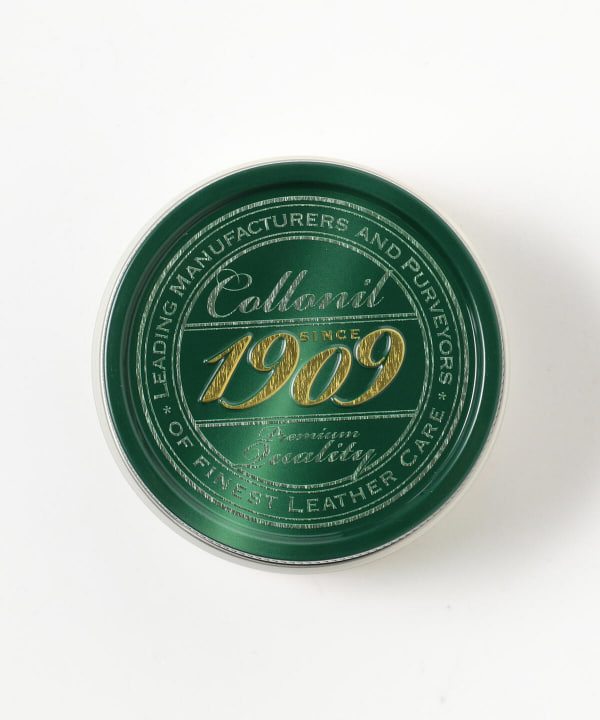 LEADING MANUFACTURERS AND PURVEYORS
* OF FINEST LEATHER CARE *
Collonil
SINCE
1909
Premium
Quality